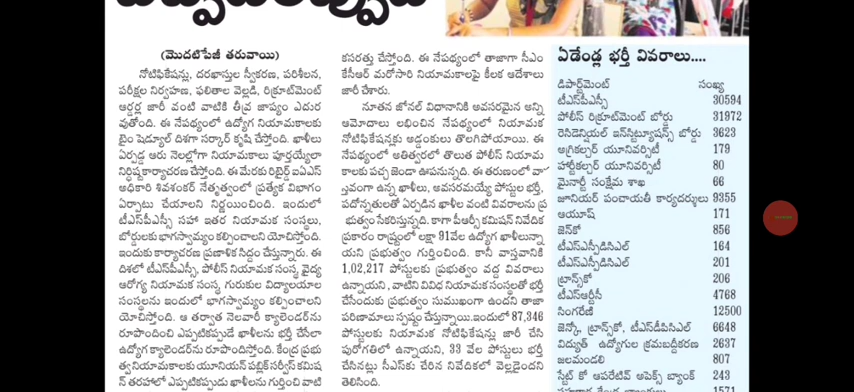 (మొదటిపేజీ తరువాయి)
నోటిఫికేషన్లు, దరఖాస్తుల స్వీకరణ, పరిశీలన,
పరీక్షల నిర్వహణ, ఫలితాల వెల్లడి, రిక్రూట్‌మెంట్
ఆర్డర్ల జారీ వంటి వాటికి తీవ్ర జాప్యం ఎదుర
వుతోంది. ఈ నేపథ్యంలో ఉద్యోగ నియామకాలకు
టైం షెడ్యూల్ దిశగా సర్కార్ కృషి చేస్తోంది. ఖాళీలు
ఏర్పడ్డ ఆరు నెలల్లోగా నియామకాలు పూర్తయ్యేలా
నిర్ధిష్టకార్యాచరణ చేస్తోంది. ఈ మేరకు రిటైర్డ్ ఐఏఎస్
అధికారి శివశంకర్ నేతృత్వంలో ప్రత్యేక విభాగం
ఏర్పాటు చేయాలని నిర్ణయించింది. ఇందులో
టీఎస్‌పీఎస్సీ సహా ఇతర నియామక సంస్థలు,
బోర్డులకు భాగస్వామ్యం కల్పించాలని యోచిస్తోంది.
ఇందుకు కార్యాచరణ ప్రణాళిక సిద్ధం చేస్తున్నారు. ఈ
దిశలో టీఎస్‌పీఎస్సీ, పోలీస్ నియామక సంస్థ వైద్య
ఆరోగ్య నియామక సంస్థ గురుకుల విద్యాలయాల
సంస్థలను ఇందులో భాగస్వామ్యం కల్పించాలని
యోచిస్తోంది. ఆ తర్వాత నెలవారీ క్యాలెండర్‌ను
రూపొందించి ఎప్పటికప్పుడే ఖాళీలను భర్తీ చేసేలా
ఉద్యోగ క్యాలెండర్‌ను రూపొందిస్తోంది. కేంద్ర ప్రభు
త్వ నియామకాలకు యూనియన్ పబ్లిక్ సర్వీస్ కమిష
న్ తరహాలో ఎప్పటికప్పుడు ఖాళీలను గుర్తించి వాటి
కసరత్తు చేస్తోంది. ఈ నేపథ్యంలో తాజాగా సీఎం
కేసీఆర్ మరోసారి నియామకాలపై కీలక ఆదేశాలు
జారీ చేశారు.
నూతన జోనల్ విధానానికి అవసరమైన అన్ని
ఆమోదాలు లభించిన నేపథ్యంలో నియామక
నోటిఫికేషన్లకు అడ్డంకులు తొలగిపోయాయి. ఈ
నేపథ్యంలో అతిత్వరలో తొలుత పోలీస్ నియామ
కాలకు పచ్చ జెండా ఊపనున్నది. ఈ తరుణంలో వా
స్తవంగా ఉన్న ఖాళీలు, అవసరమయ్యే పోస్టుల భర్తీ,
పదోన్నతులతో ఏర్పడిన ఖాళీల వంటి వివరాలను ప్ర
భుత్వం సేకరిస్తున్నది. కాగా పీఆర్సీ కమిషన్ నివేదిక
ప్రకారం రాష్ట్రంలో లక్షా 91వేల ఉద్యోగ ఖాళీలున్నా
యని ప్రభుత్వం గుర్తించింది. కానీ వాస్తవానికి
1,02,217 పోస్టులకు ప్రభుత్వం వద్ద వివరాలు
ఉన్నాయని, వాటిని వివిధ నియామక సంస్థలతో భర్తీ
చేసేందుకు ప్రభుత్వం సుముఖంగా ఉందని తాజా
పరిణామాలు స్పష్టం చేస్తున్నాయి.ఇందులో 87,346
పోస్టులకు నియామక నోటిఫికేషన్లు జారీ చేసి
పురోగతిలో ఉన్నాయని, 33 వేల పోస్టులు భర్తీ
చేసినట్లు సీఎస్‌కు చేరిన నివేదికలో వెల్లడైందని
తెలిసింది.
ఏడేండ్ల భర్తీ వివరాలు....
డిపార్ట్‌మెంట్ సంఖ్య
టీఎస్‌పీఎస్సీ 30594
పోలీస్ రిక్రూట్‌మెంట్ బోర్డు 31972
రెసిడెన్షియల్ ఇన్‌స్టిట్యూషన్స్ బోర్డు 3623
అగ్రికల్చర్ యూనివర్సిటీ 179
హార్టీకల్చర్ యూనివర్సిటీ 80
మైనార్టీ సంక్షేమ శాఖ 66
జూనియర్ పంచాయతీ కార్యదర్శులు 9355
ఆయూష్ 171
జెన్‌కో 856
టీఎస్ఎస్పీడీసిఎల్ 164
టీఎస్ఎస్పీడీసిఎల్ 201
ట్రాన్స్‌కో 206
టీఎస్ఆర్టీసీ 4768
సింగరేణి 12500
జెన్కో, ట్రాన్స్‌కో, టీఎస్‌డీపిసిఎల్ 6648
విద్యుత్ ఉద్యోగుల క్రమబద్దీకరణ 2637
జలమండలి 807
స్టేట్ కో ఆపరేటివ్ అపెక్స్ బ్యాంక్ 243